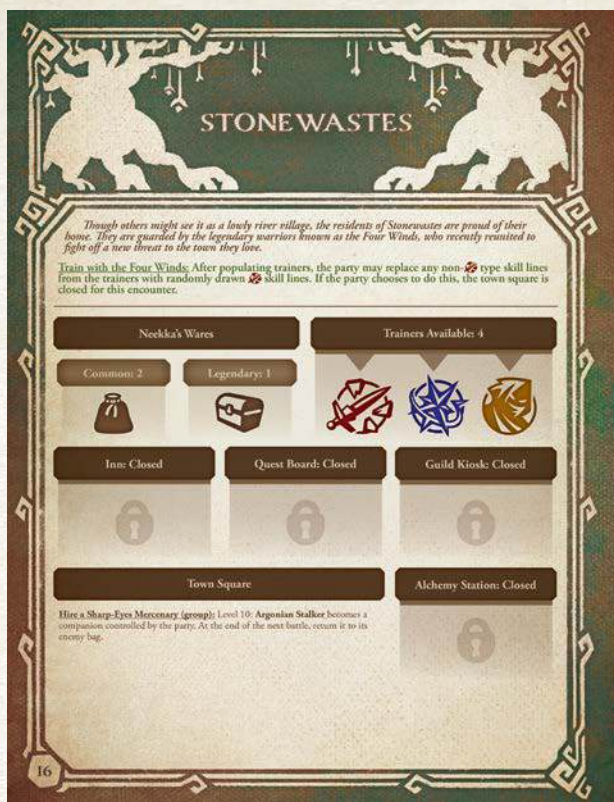 STONEWASTES
Though others might see it as a lowly river village, the residents of Stonewastes are proud of their
home. They are guarded by the legendary warriors known as the Four Winds, who recently reunited to
fight off a new threat to the town they love.
Train with the Four Winds: After populating trainers, the party may replace any non- type skill lines
from the trainers with randomly drawn skill lines. If the party chooses to do this, the town square is
closed for this encounter.
Neekka's Wares
Trainers Available: 4
Common: 2
Legendary: 1
Inn: Closed
Quest Board: Closed
Guild Kiosk: Closed
Town Square
Alchemy Station: Closed
Hire a Sharp-Eyes Mercenary (group): Level 10: Argonian Stalker becomes a
companion controlled by the party. At the end of the next battle, return it to its
enemy bag.
16